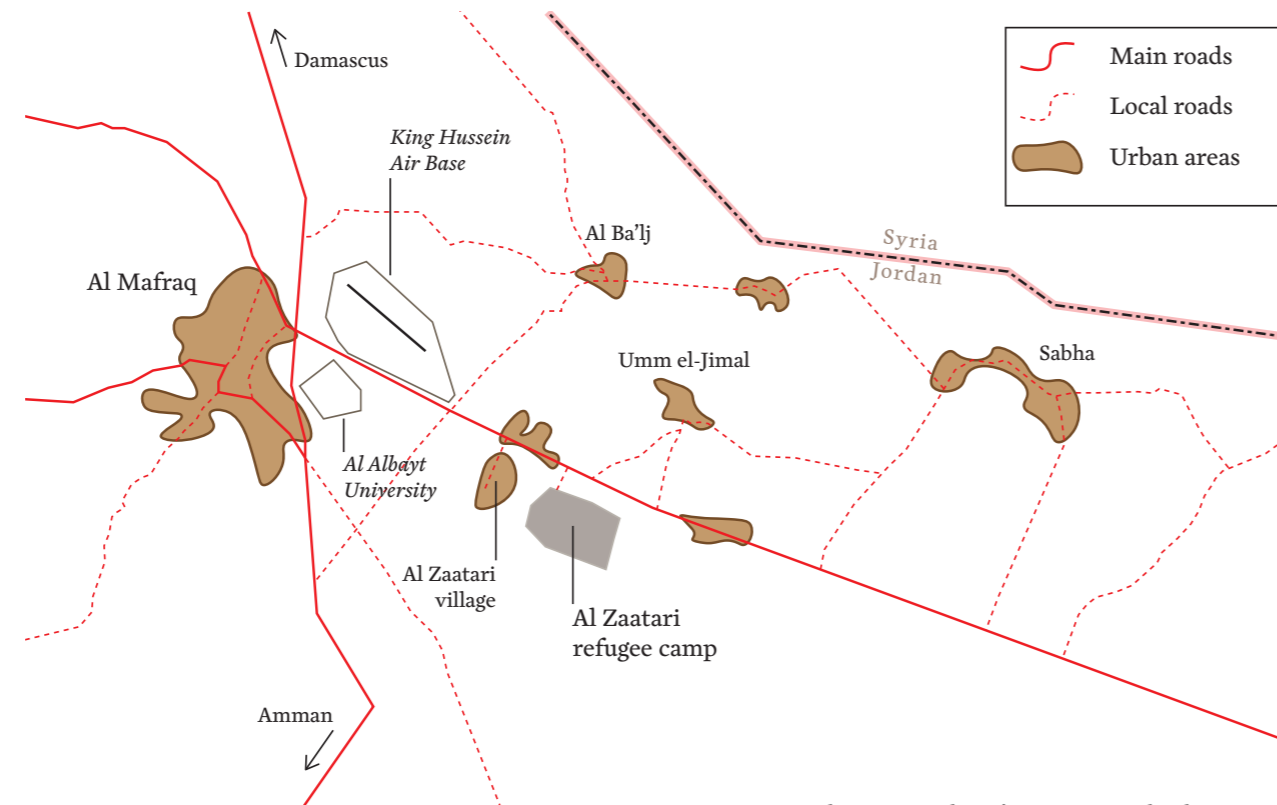 Damascus
King Hussein
Air Base
Main roads
Local roads
Urban areas
Al Ba'lj
Syria
Jordan
Al Mafraq
Umm el-Jimal
Sabha
Al Albayt
University
Al Zaatari
village
Al Zaatari
refugee camp
Amman